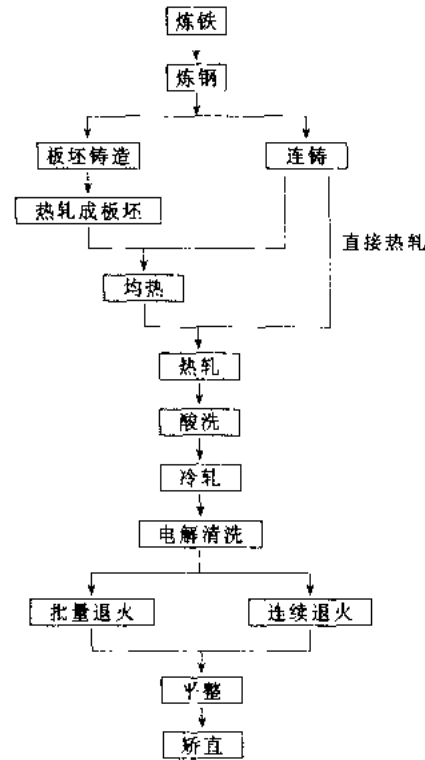 炼铁
炼钢
板坯铸造
连铸
热轧成板坯
直接热轧
均热
热轧
酸洗
冷轧
电解清洗
批量退火
连续退火
平整
矫直